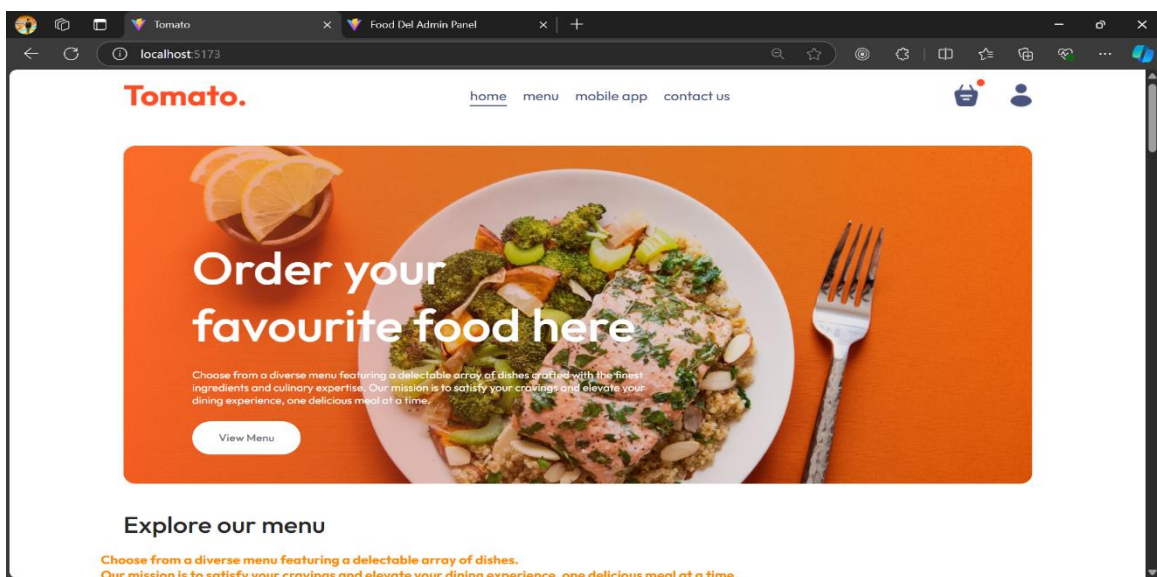 Tomato
Food Del Admin Panel
localhost:5173
Tomato.
home menu mobile app contact us
Order your
favourite food here
Choose from a diverse menu featuring a delectable array of dishes crafted with the finest
ingredients and culinary expertise. Our mission is to satisfy your cravings and elevate your
dining experience, one delicious meal at a time.
View Menu
Explore our menu
Choose from a diverse menu featuring a delectable array of dishes.
Our mission is to satisfy your cravings and elevate your dining experience, one delicious meal at a time.